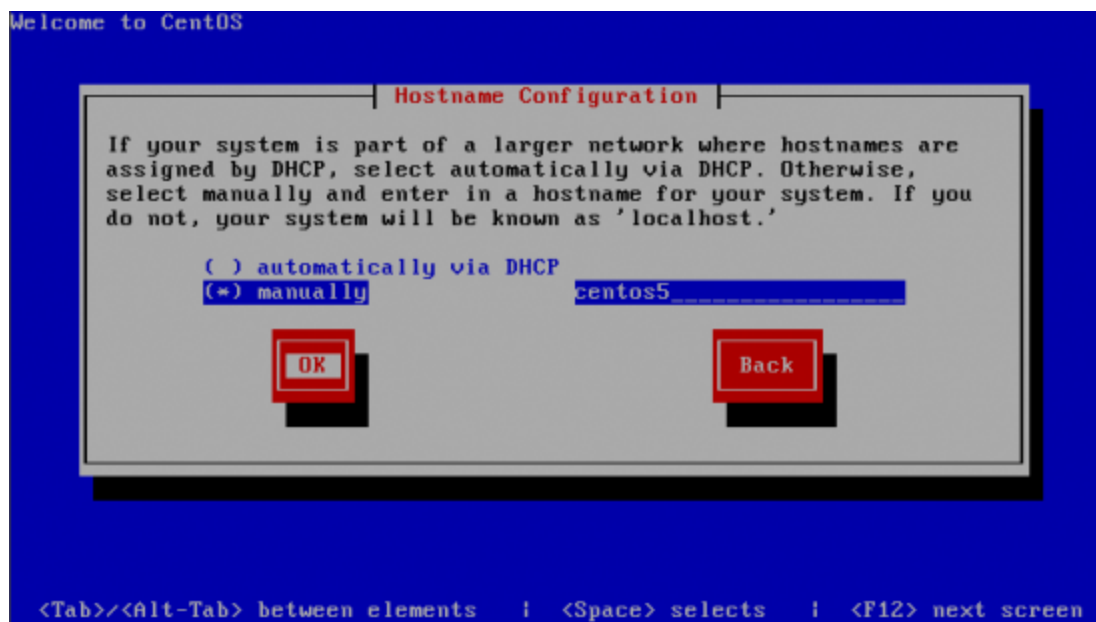 Welcome to CentOS
Hostname Configuration
If your system is part of a larger network where hostnames are
assigned by DHCP, select automatically via DHCP. Otherwise,
select manually and enter in a hostname for your system. If you
do not, your system will be known as 'localhost.'
( ) automatically via DHCP
(*) manually centos5_________________
OK Back
<Tab>/<Alt-Tab> between elements | <Space> selects | <F12> next screen